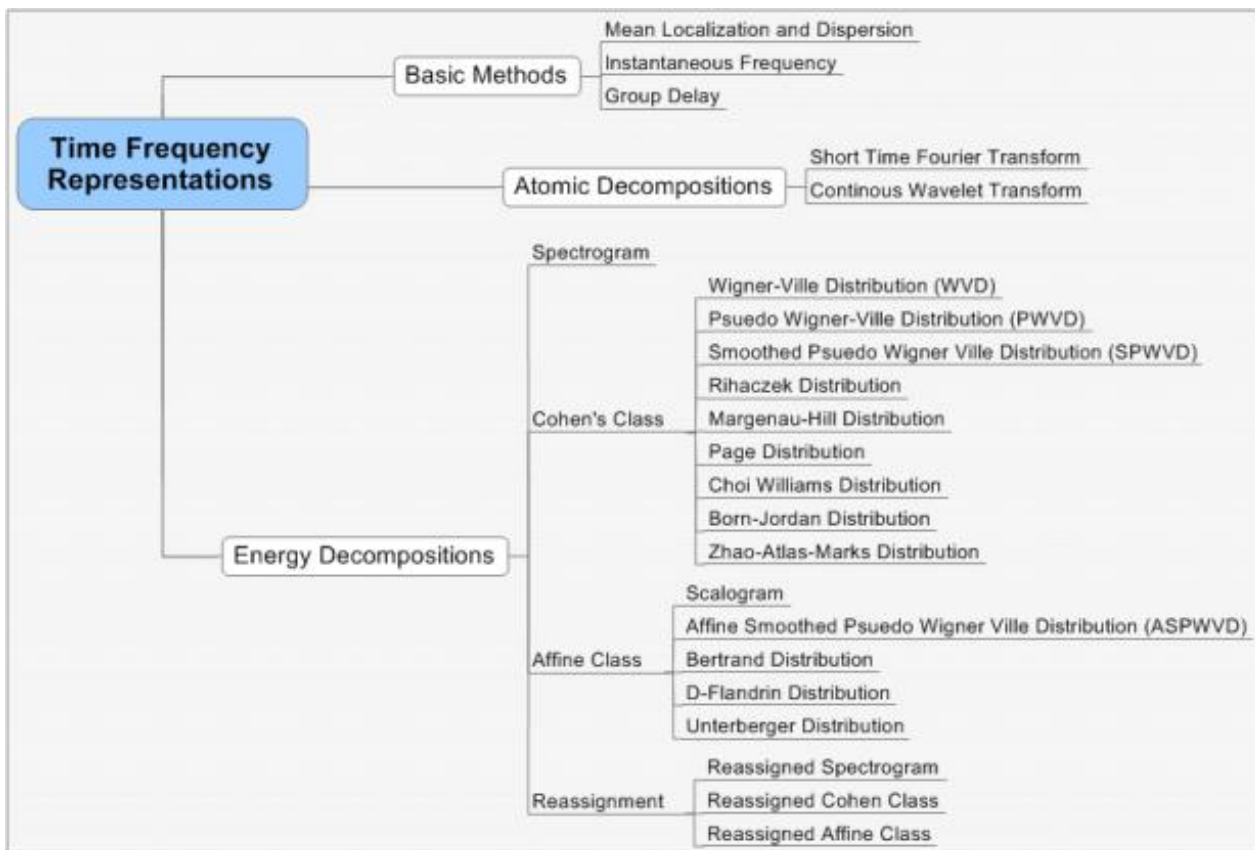 Mean Localization and Dispersion
Basic Methods
Instantaneous Frequency
Group Delay
Time Frequency
Representations
Short Time Fourier Transform
Atomic Decompositions
Continous Wavelet Transform
Spectrogram
Wigner-Ville Distribution (WVD)
Psuedo Wigner-Ville Distribution (PWVD)
Smoothed Psuedo Wigner Ville Distribution (SPWVD)
Rihaczek Distribution
Cohen's Class
Margenau-Hill Distribution
Page Distribution
Choi Williams Distribution
Born-Jordan Distribution
Zhao-Atlas-Marks Distribution
Energy Decompositions
Scalogram
Affine Smoothed Psuedo Wigner Ville Distribution (ASPWVD)
Affine Class
Bertrand Distribution
D-Flandrin Distribution
Unterberger Distribution
Reassigned Spectrogram
Reassignment
Reassigned Cohen Class
Reassigned Affine Class